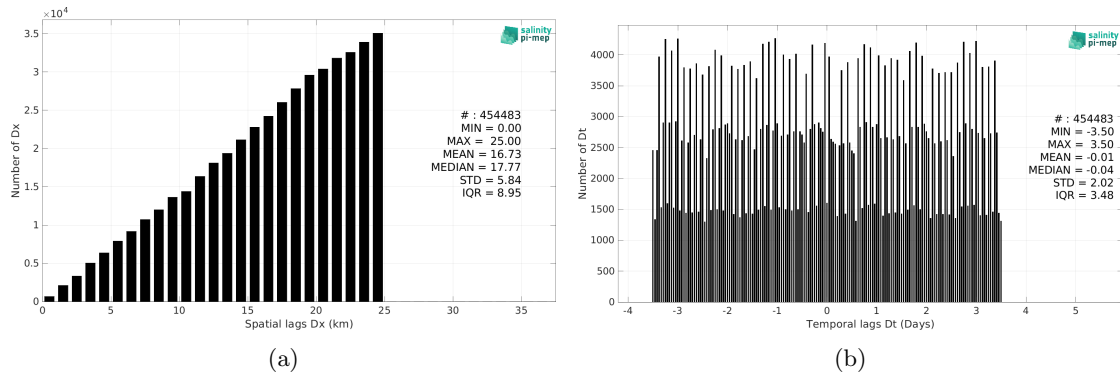 ×10⁴
3.5
3
2.5
2
1.5
1
0.5
0
Number of Dx
0 5 10 15 20 25 30 35
Spatial lags Dx (km)
salinity
pi-mep
# : 454483
MIN = 0.00
MAX = 25.00
MEAN = 16.73
MEDIAN = 17.77
STD = 5.84
IQR = 8.95
(a)
4000
3500
3000
2500
2000
1500
1000
500
0
Number of Dt
-4 -3 -2 -1 0 1 2 3 4 5
Temporal lags Dt (Days)
salinity
pi-mep
# : 454483
MIN = -3.50
MAX = 3.50
MEAN = -0.01
MEDIAN = -0.04
STD = 2.02
IQR = 3.48
(b)